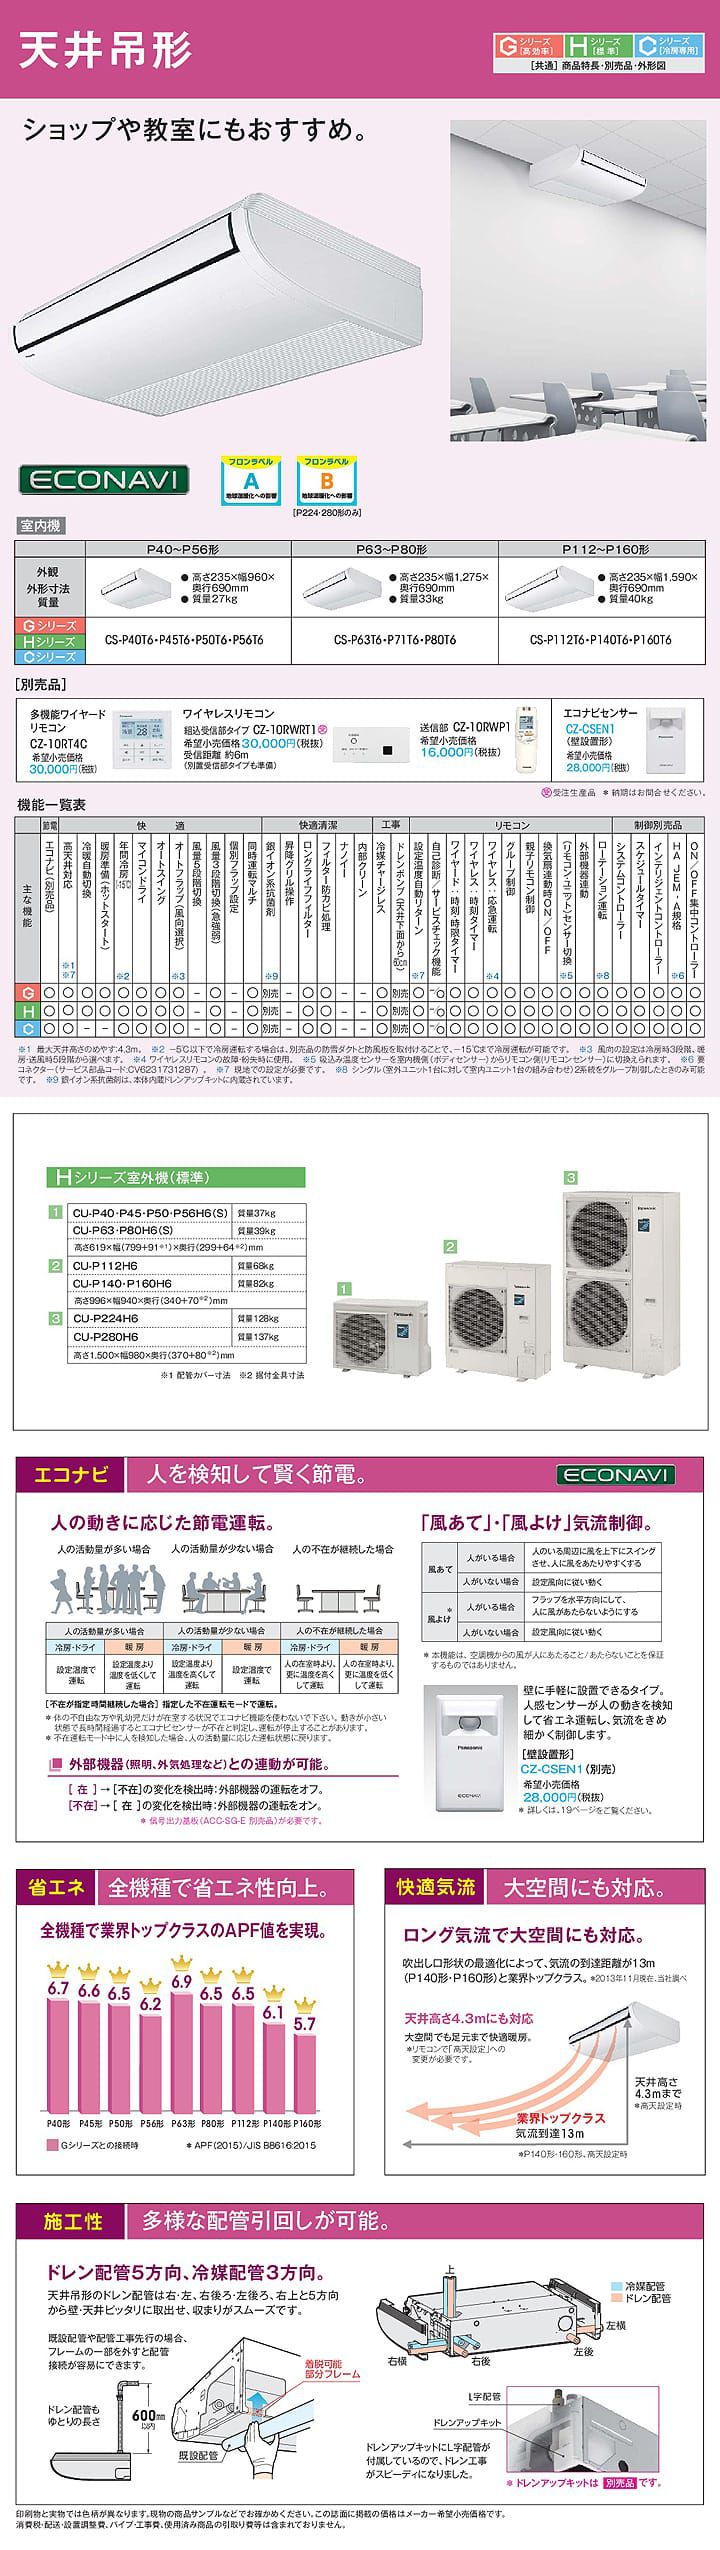 天井吊形
Gシリーズ[高効率] Hシリーズ[標準] Cシリーズ[冷房専用]
[共通] 商品特長・別売品・外形図
ショップや教室にもおすすめ。
ECONAVI
フロンラベル A 地球温暖化への影響
フロンラベル B 地球温暖化への影響
[P224・280形のみ]
室内機
P40〜P56形 P63〜P80形 P112〜P160形
外観
外形寸法
質量
● 高さ235×幅960×奥行690mm
● 質量27kg
● 高さ235×幅1,275×奥行690mm
● 質量33kg
● 高さ235×幅1,590×奥行690mm
● 質量40kg
Gシリーズ
Hシリーズ
Cシリーズ
CS-P40T6・P45T6・P50T6・P56T6
CS-P63T6・P71T6・P80T6
CS-P112T6・P140T6・P160T6
[別売品]
多機能ワイヤード
リモコン
CZ-10RT4C
希望小売価格
30,000円(税抜)
ワイヤレスリモコン
組込受信部タイプ CZ-10RWRT1 受
希望小売価格 30,000円(税抜)
受信距離 約6m
(別置受信部タイプも準備)
送信部 CZ-10RWP1
希望小売価格
16,000円(税抜)
エコナビセンサー
CZ-CSEN1
(壁設置形)
希望小売価格
28,000円(税抜)
受 受注生産品 * 納期はお問合せください。
機能一覧表
主な機能
節電 快適 快適清潔 工事 リモコン 制御別売品
エコナビ(別売品)
高天井対応 ※1 ※7
冷暖自動切換
暖房準備(ホットスタート)
年間冷房(-15℃) ※2
マイコンドライ
オートスイング
オートフラップ(風向選択) ※3
風量5段階切換
風量3段階切換(急強弱)
個別フラップ設定
同時運転マルチ
銀イオン系抗菌剤 ※9
昇降グリル操作
ロングライフフィルター
フィルター防カビ処理
ナノイー
内部クリーン
冷媒チャージレス
ドレンポンプ(天井下面から60cm)
設定温度自動リターン ※7
自己診断/サービスチェック機能
ワイヤード：時刻・時限タイマー
ワイヤレス：時刻タイマー
ワイヤレス：応急運転 ※4
グループ制御
親子リモコン制御
換気扇連動時ON/OFF
(リモコン・ユニット)センサー切換 ※5
外部機器連動
ローテーション運転 ※8
システムコントローラー
スケジュールタイマー
インテリジェントコントローラー
HA JEM-A規格 ※6
ON/OFF集中コントローラー
G ○ ○ ○ ○ ○ ○ ○ ○ − ○ − ○ 別売 − ○ ○ − − ○ 別売 ○ −/○ ○ ○ ○ ○ ○ ○ ○ ○ ○ ○ ○ ○ ○ ○
H ○ ○ ○ ○ ○ ○ ○ ○ − ○ − ○ 別売 − ○ ○ − − ○ 別売 ○ −/○ ○ ○ ○ ○ ○ ○ ○ ○ ○ ○ ○ ○ ○ ○
C ○ ○ − − ○ ○ ○ ○ − ○ − ○ 別売 − ○ ○ − − ○ 別売 ○ −/○ ○ ○ ○ ○ ○ ○ ○ ○ ○ ○ ○ ○ ○ ○
※1 最大天井高さのめやす:4.3m。 ※2 −5℃以下で冷房運転する場合は、別売品の防雪ダクトと防風板を取付けることで、−15℃まで冷房運転が可能です。 ※3 風向の設定は冷房時3段階、暖
房・送風時5段階から選べます。 ※4 ワイヤレスリモコンの故障・紛失時に使用。 ※5 吸込み温度センサーを室内機側(ボディセンサー)からリモコン側(リモコンセンサー)に切換えられます。 ※6 要
コネクター(サービス部品コード:CV6231731287)。 ※7 現地での設定が必要です。 ※8 シングル(室外ユニット1台に対して室内ユニット1台の組み合わせ)2系統をグループ制御したときのみ可能
です。 ※9 銀イオン系抗菌剤は、本体内蔵ドレンアップキットに内蔵されています。
Hシリーズ室外機(標準)
1 CU-P40・P45・P50・P56H6(S) 質量37kg
CU-P63・P80H6(S) 質量39kg
高さ619×幅(799+91※1)×奥行(299+64※2)mm
2 CU-P112H6 質量68kg
CU-P140・P160H6 質量82kg
高さ996×幅940×奥行(340+70※2)mm
3 CU-P224H6 質量128kg
CU-P280H6 質量137kg
高さ1,500×幅980×奥行(370+80※2)mm
※1 配管カバー寸法 ※2 据付金具寸法
1
2
3
Panasonic
Panasonic
Panasonic
エコナビ 人を検知して賢く節電。 ECONAVI
人の動きに応じた節電運転。
人の活動量が多い場合 人の活動量が少ない場合 人の不在が継続した場合
人の活動量が多い場合 人の活動量が少ない場合 人の不在が継続した場合
冷房・ドライ 暖房 冷房・ドライ 暖房 冷房・ドライ 暖房
設定温度で運転
設定温度より温度を低くして運転
設定温度より温度を高くして運転
設定温度で運転
人の在室時より、更に温度を高くして運転
人の在室時より、更に温度を低くして運転
[不在が指定時間継続した場合] 指定した不在運転モードで運転。
* 体の不自由な方や乳幼児だけが在室する状況でエコナビ機能を使わないで下さい。動きが小さい
状態で長時間経過するとエコナビセンサーが不在と判定し、運転が停止することがあります。
* 不在運転モード中に人を検知した場合、人の活動量に応じた運転状態に戻ります。
外部機器(照明、外気処理など)との連動が可能。
[ 在 ]→[不在]の変化を検出時:外部機器の運転をオフ。
[不在]→[ 在 ]の変化を検出時:外部機器の運転をオン。
* 信号出力基板(ACC-SG-E 別売品)が必要です。
「風あて」・「風よけ」気流制御。
風あて 人がいる場合 人のいる周辺に風を上下にスイングさせ、人に風をあたりやすくする
人がいない場合 設定風向に従い動く
*風よけ 人がいる場合 フラップを水平方向にして、人に風があたらないようにする
人がいない場合 設定風向に従い動く
* 本機能は、空調機からの風が人にあたること/あたらないことを保証
するものではありません。
Panasonic
ECONAVI
壁に手軽に設置できるタイプ。
人感センサーが人の動きを検知
して省エネ運転し、気流をきめ
細かく制御します。
[壁設置形]
CZ-CSEN1(別売)
希望小売価格
28,000円(税抜)
* 詳しくは、19ページをご覧ください。
省エネ 全機種で省エネ性向上。
全機種で業界トップクラスのAPF値を実現。
6.7 6.6 6.5 6.2 6.9 6.5 6.5 6.1 5.7
P40形 P45形 P50形 P56形 P63形 P80形 P112形 P140形 P160形
Gシリーズとの接続時 * APF(2015)/JIS B8616:2015
快適気流 大空間にも対応。
ロング気流で大空間にも対応。
吹出し口形状の最適化によって、気流の到達距離が13m
(P140形・P160形)と業界トップクラス。*2013年11月現在、当社調べ
天井高さ4.3mにも対応
大空間でも足元まで快適暖房。
*リモコンで「高天設定」への
変更が必要です。
天井高さ
4.3mまで
*高天設定時
業界トップクラス
気流到達13m
*P140形・160形、高天設定時
施工性 多様な配管引回しが可能。
ドレン配管5方向、冷媒配管3方向。
天井吊形のドレン配管は右・左、右後ろ・左後ろ、右上と5方向
から壁・天井ピッタリに取出せ、収まりがスムーズです。
既設配管や配管工事先行の場合、
フレームの一部を外すと配管
接続が容易にできます。
ドレン配管も
ゆとりの長さ
600mm
以内
着脱可能
部分フレーム
既設配管
上
冷媒配管
ドレン配管
左横
左後
右後
右横
L字配管
ドレンアップキット
ドレンアップキットにL字配管が
付属しているので、ドレン工事
がスピーディになりました。
* ドレンアップキットは 別売品 です。
印刷物と実物では色柄が異なります。現物の商品サンプルなどでお確かめください。この誌面に掲載の価格はメーカー希望小売価格です。
消費税・配送・設置調整費、パイプ・工事費、使用済み商品の引取り費等は含まれておりません。